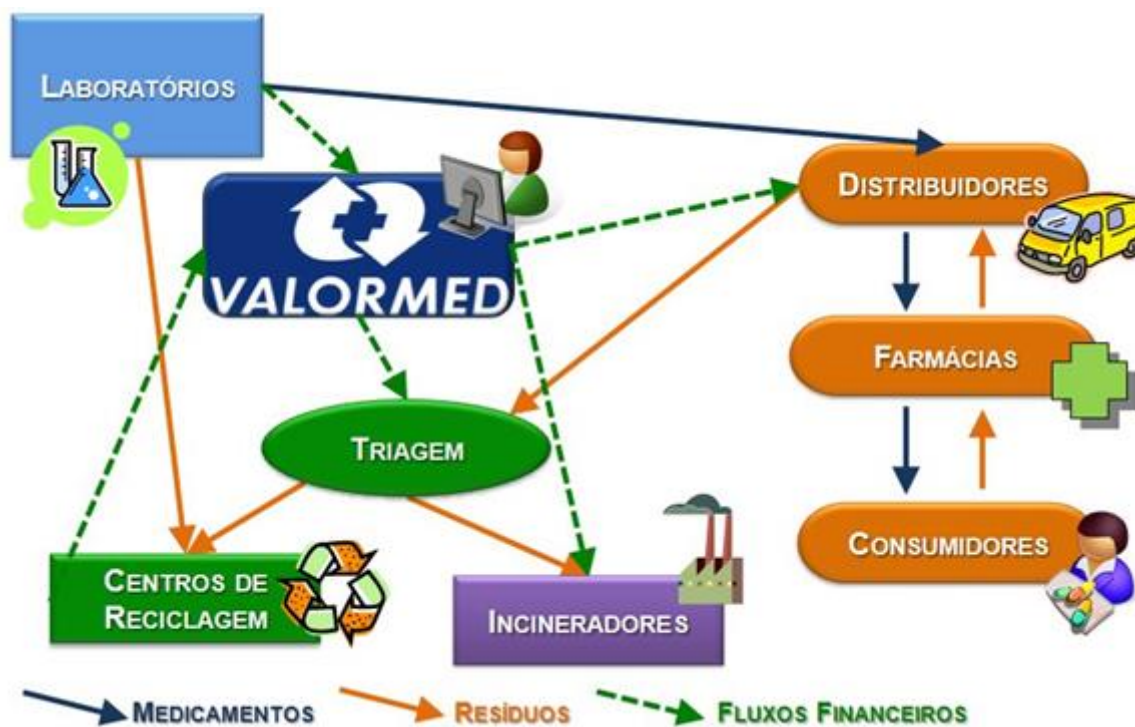 LABORATÓRIOS
VALORMED
DISTRIBUIDORES
FARMÁCIAS
TRIAGEM
CONSUMIDORES
CENTROS DE
RECICLAGEM
INCINERADORES
MEDICAMENTOS
RESÍDUOS
FLUXOS FINANCEIROS